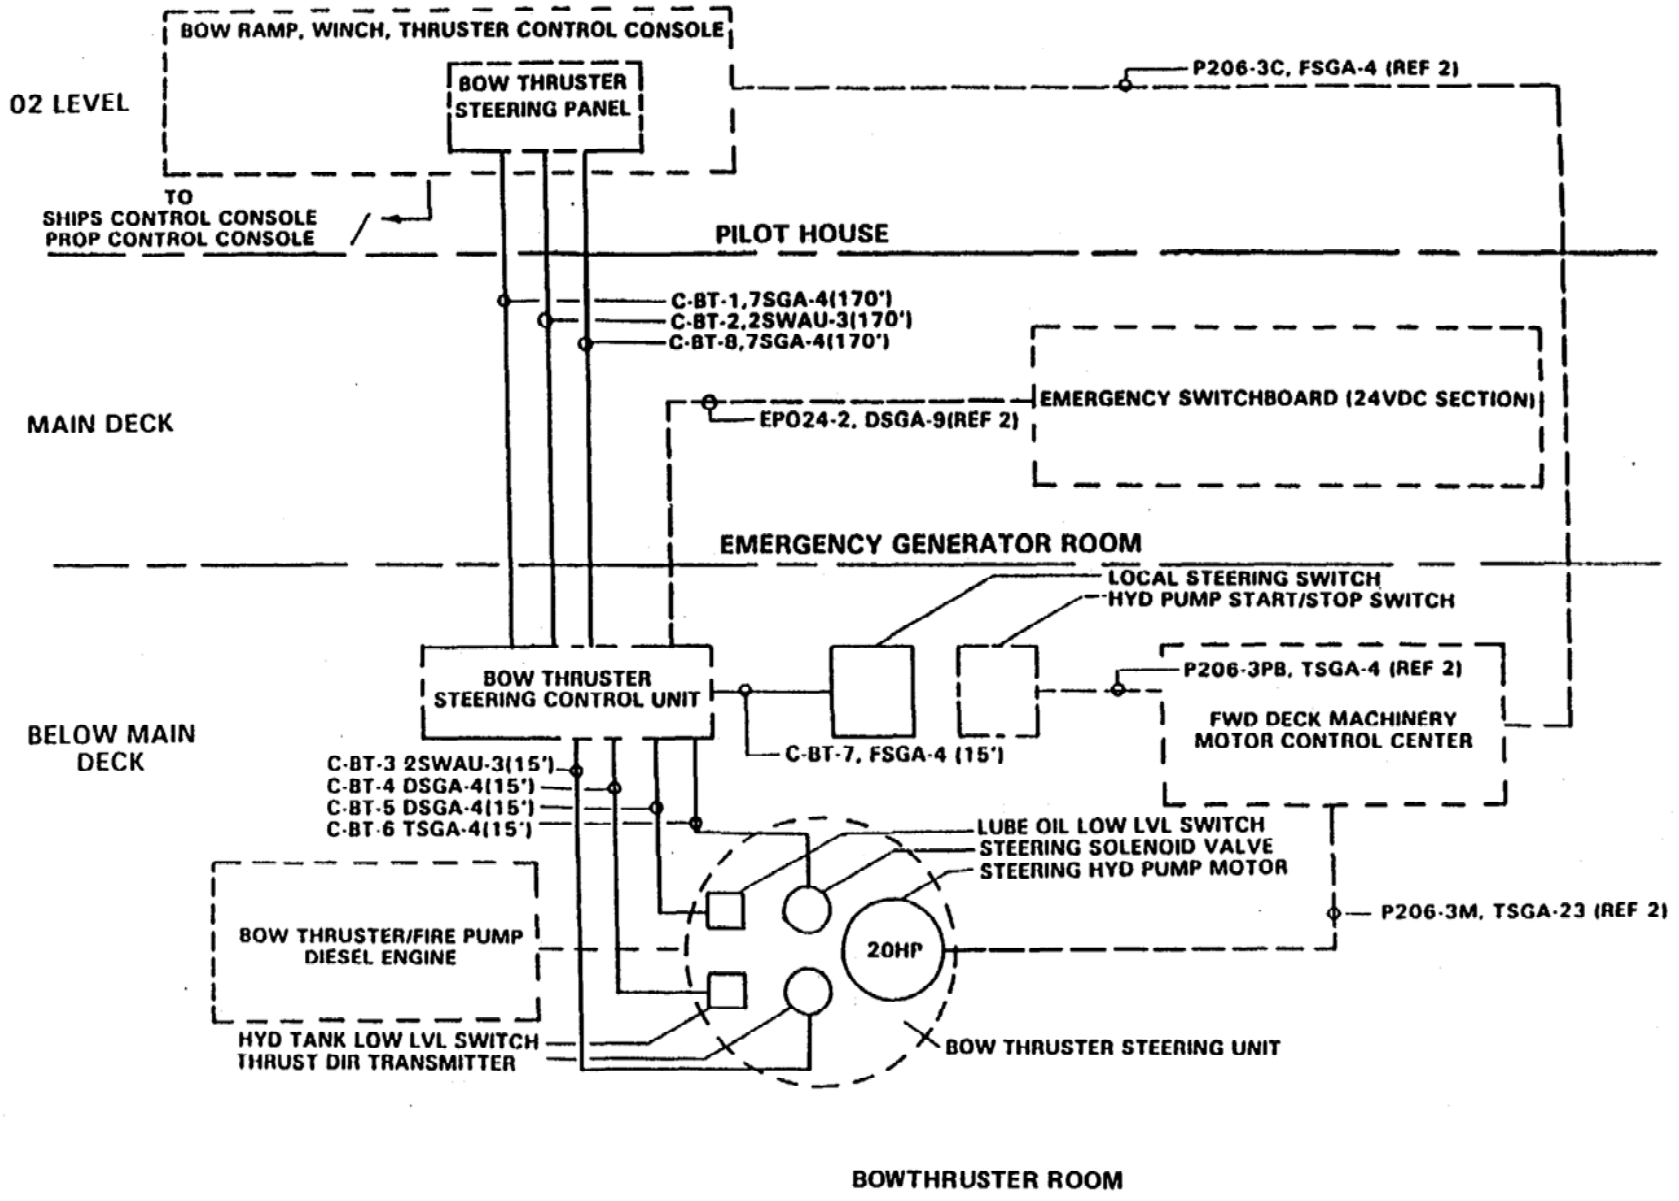 BOW RAMP, WINCH, THRUSTER CONTROL CONSOLE
P206-3C, FSGA-4 (REF 2)
BOW THRUSTER
STEERING PANEL
02 LEVEL
TO
SHIPS CONTROL CONSOLE
PROP CONTROL CONSOLE
PILOT HOUSE
C-BT-1,7SGA-4(170')
C-BT-2,2SWAU-3(170')
C-BT-8,7SGA-4(170')
EMERGENCY SWITCHBOARD (24VDC SECTION)
MAIN DECK
EPO24-2, DSGA-9(REF 2)
EMERGENCY GENERATOR ROOM
LOCAL STEERING SWITCH
HYD PUMP START/STOP SWITCH
BOW THRUSTER
STEERING CONTROL UNIT
P206-3PB, TSGA-4 (REF 2)
FWD DECK MACHINERY
MOTOR CONTROL CENTER
BELOW MAIN
DECK
C-BT-7, FSGA-4 (15')
C-BT-3 2SWAU-3(15')
C-BT-4 DSGA-4(15')
C-BT-5 DSGA-4(15')
C-BT-6 TSGA-4(15')
LUBE OIL LOW LVL SWITCH
STEERING SOLENOID VALVE
STEERING HYD PUMP MOTOR
P206-3M, TSGA-23 (REF 2)
BOW THRUSTER/FIRE PUMP
DIESEL ENGINE
20HP
HYD TANK LOW LVL SWITCH
THRUST DIR TRANSMITTER
BOW THRUSTER STEERING UNIT
BOWTHRUSTER ROOM